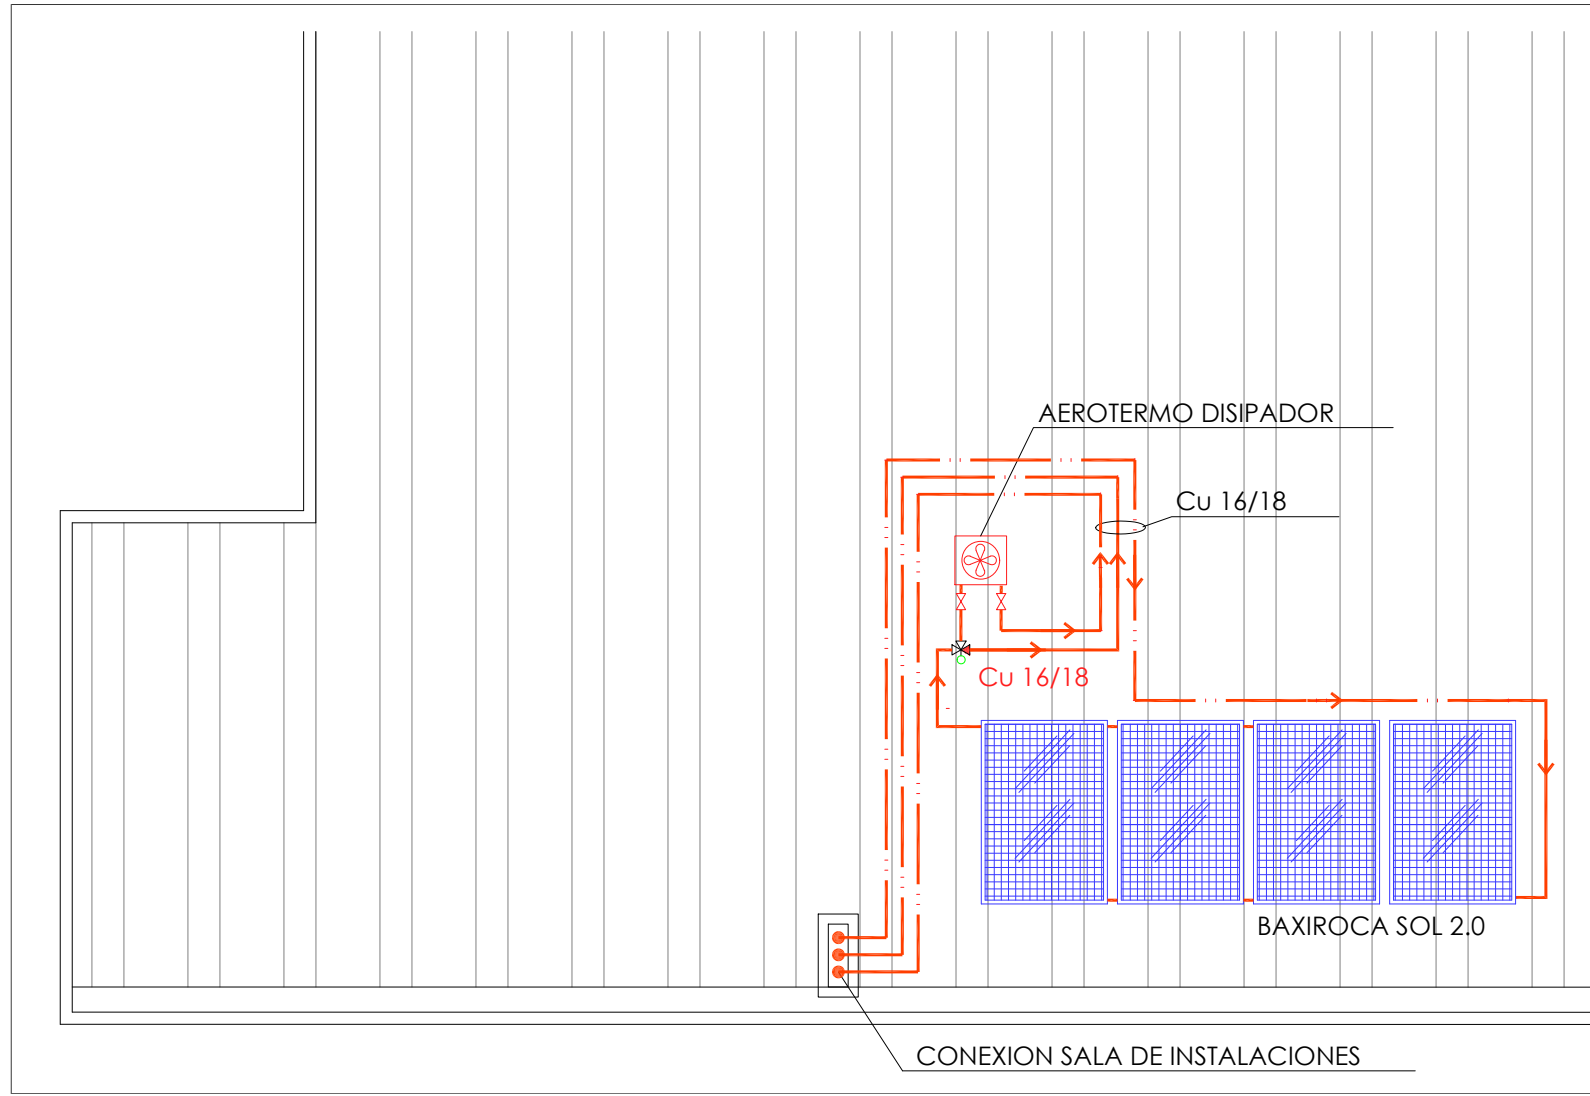 AEROTERMO DISIPADOR
Cu 16/18
Cu 16/18
BAXIROCA SOL 2.0
CONEXION SALA DE INSTALACIONES